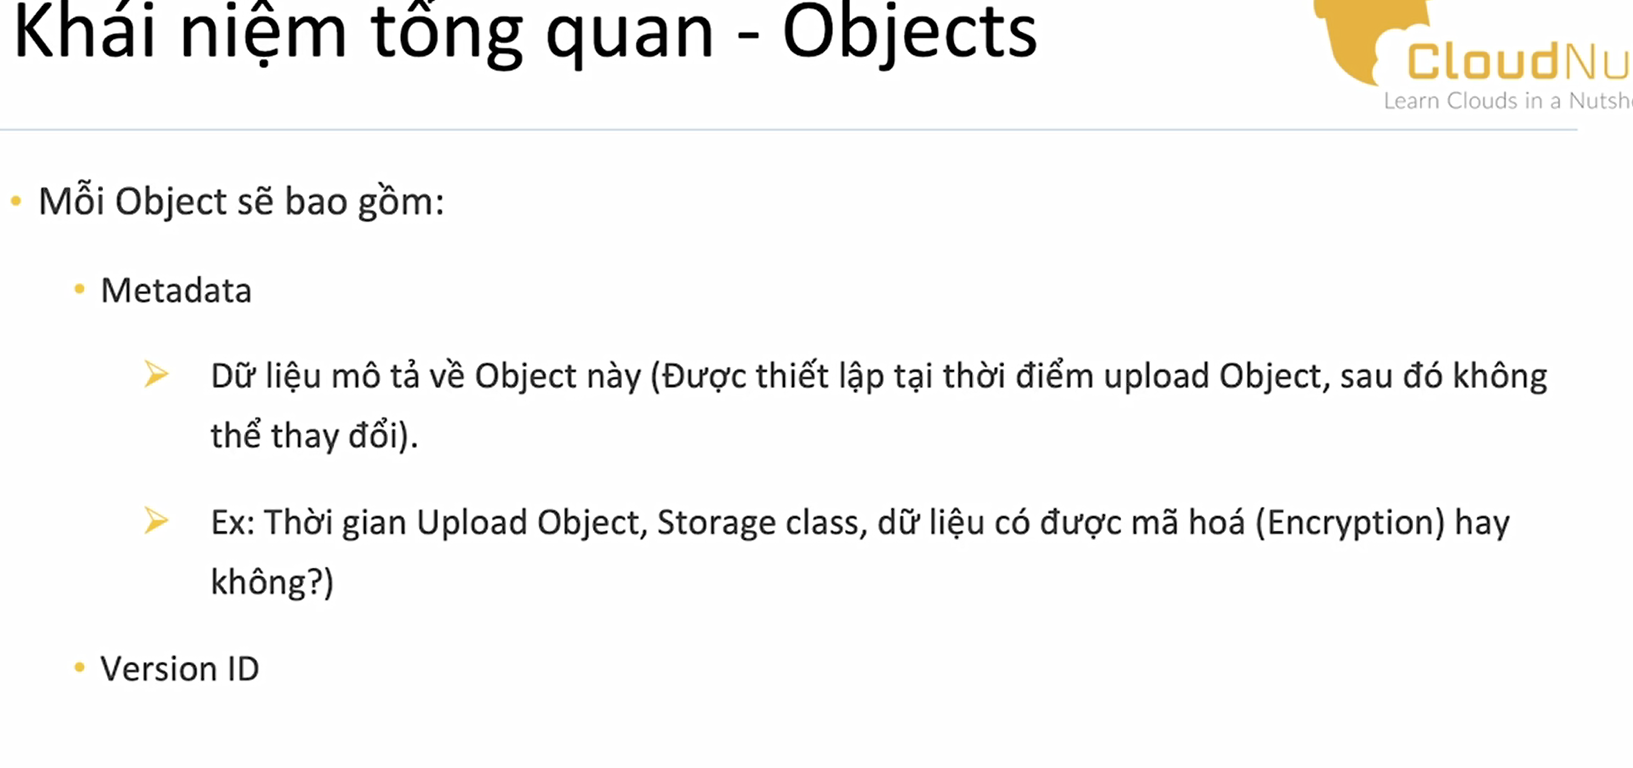 Khái niệm tổng quan - Objects
CloudNu
Learn Clouds in a Nutsh
• Mỗi Object sẽ bao gồm:
• Metadata
➢ Dữ liệu mô tả về Object này (Được thiết lập tại thời điểm upload Object, sau đó không
thể thay đổi).
➢ Ex: Thời gian Upload Object, Storage class, dữ liệu có được mã hoá (Encryption) hay
không?)
• Version ID